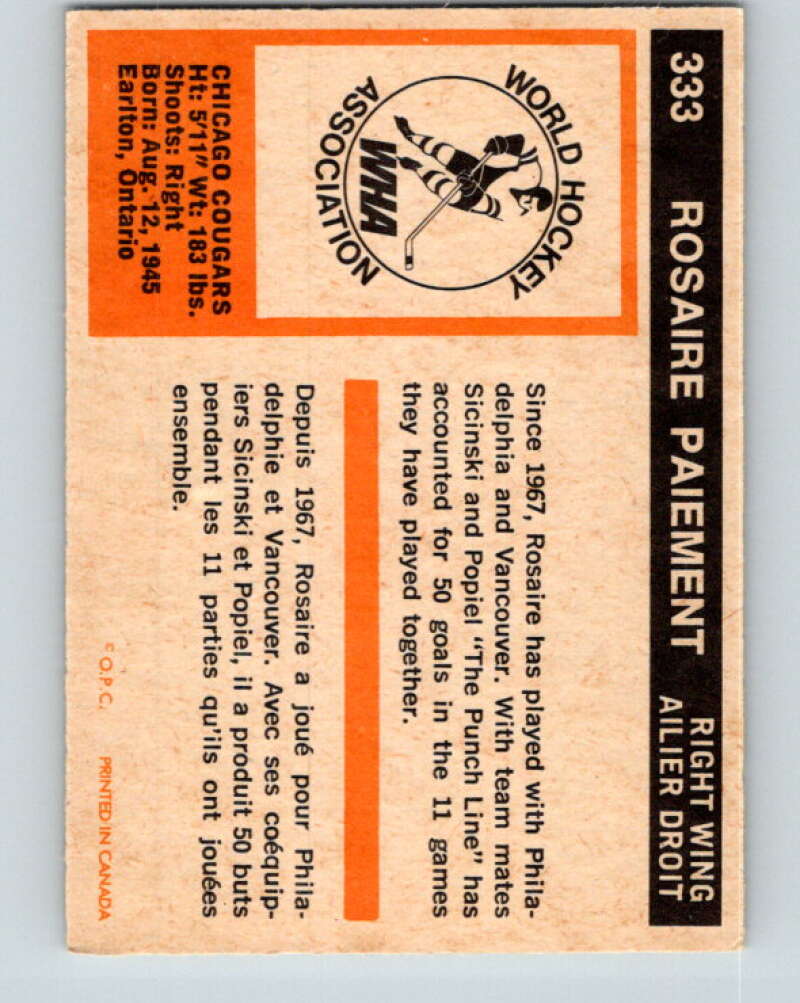 333 ROSAIRE PAIEMENT
RIGHT WING
AILIER DROIT
WORLD HOCKEY
ASSOCIATION
WHA
CHICAGO COUGARS
Ht: 5'11" Wt: 183 lbs.
Shoots: Right
Born: Aug. 12, 1945
Earlton, Ontario
Since 1967, Rosaire has played with Phila-
delphia and Vancouver. With team mates
Sicinski and Popiel "The Punch Line" has
accounted for 50 goals in the 11 games
they have played together.
Depuis 1967, Rosaire a joué pour Phila-
delphie et Vancouver. Avec ses coéquip-
iers Sicinski et Popiel, il a produit 50 buts
pendant les 11 parties qu'ils ont jouées
ensemble.
© O.P.C. PRINTED IN CANADA